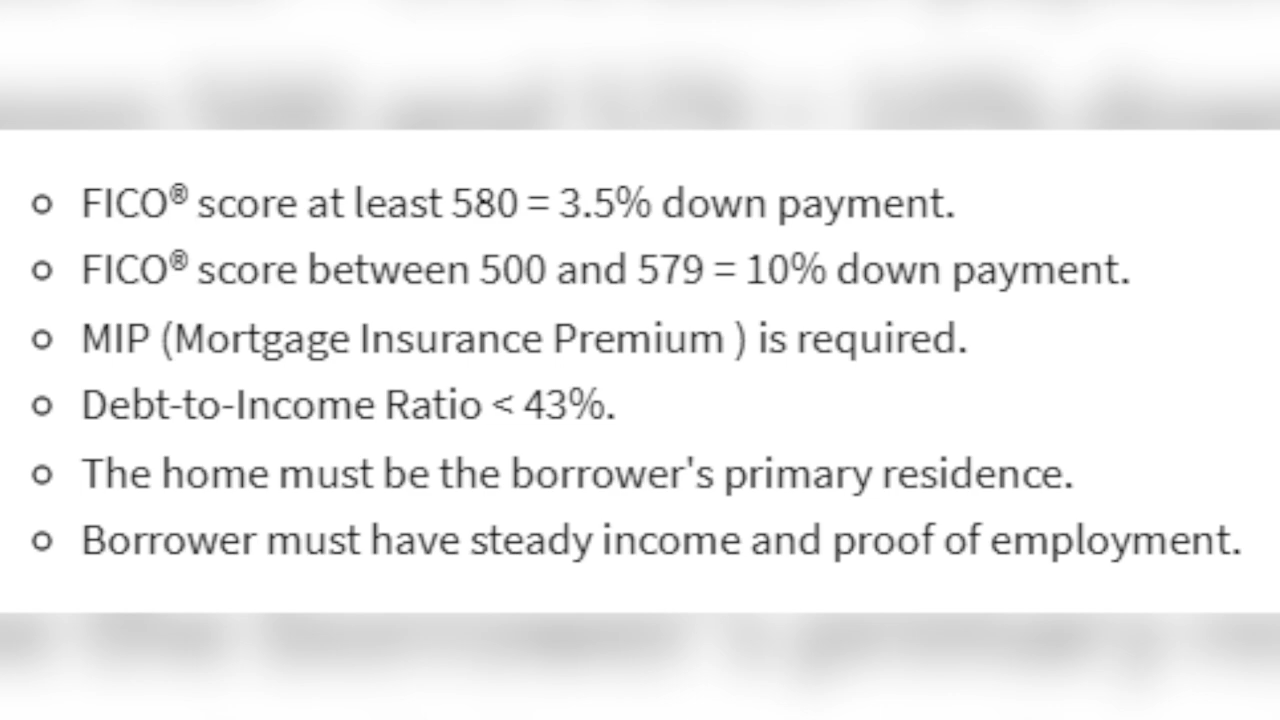 FICO® score at least 580 = 3.5% down payment.
FICO® score between 500 and 579 = 10% down payment.
MIP (Mortgage Insurance Premium ) is required.
Debt-to-Income Ratio < 43%.
The home must be the borrower's primary residence.
Borrower must have steady income and proof of employment.